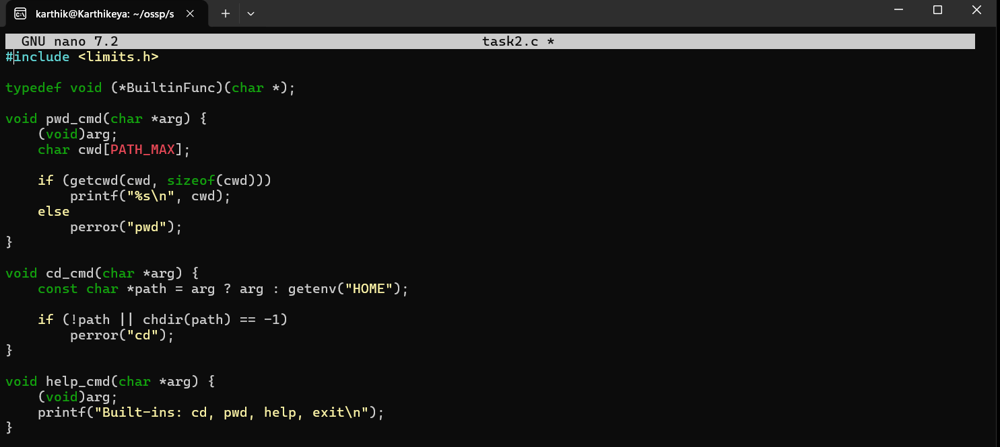 karthik@Karthikeya: ~/ossp/s
GNU nano 7.2 task2.c *
#include <limits.h>
typedef void (*BuiltinFunc)(char *);
void pwd_cmd(char *arg) {
    (void)arg;
    char cwd[PATH_MAX];
    if (getcwd(cwd, sizeof(cwd)))
        printf("%s\n", cwd);
    else
        perror("pwd");
}
void cd_cmd(char *arg) {
    const char *path = arg ? arg : getenv("HOME");
    if (!path || chdir(path) == -1)
        perror("cd");
}
void help_cmd(char *arg) {
    (void)arg;
    printf("Built-ins: cd, pwd, help, exit\n");
}